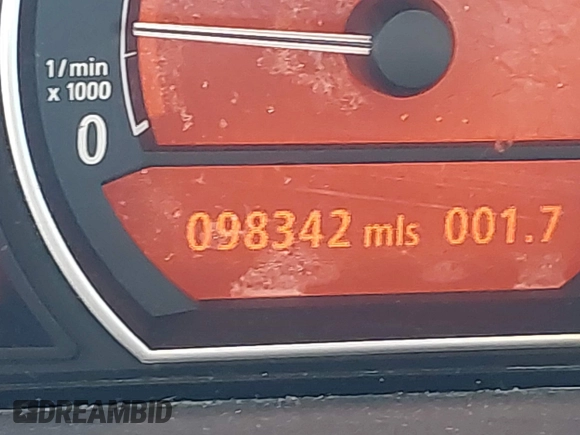 1/min
x 1000
0
098342 mls 001.7
DREAMBID